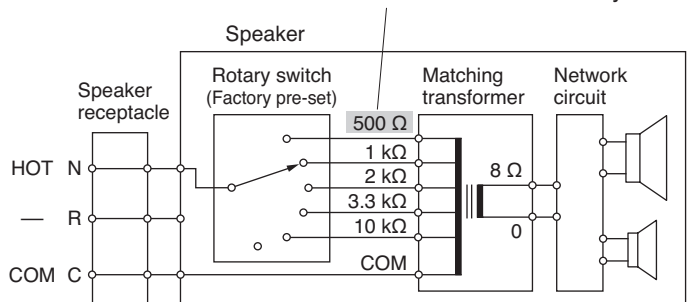 Speaker
Speaker
receptacle
Rotary switch
(Factory pre-set)
Matching
transformer
Network
circuit
500 Ω
1 kΩ
2 kΩ
3.3 kΩ
10 kΩ
COM
8 Ω
0
HOT N
— R
COM C